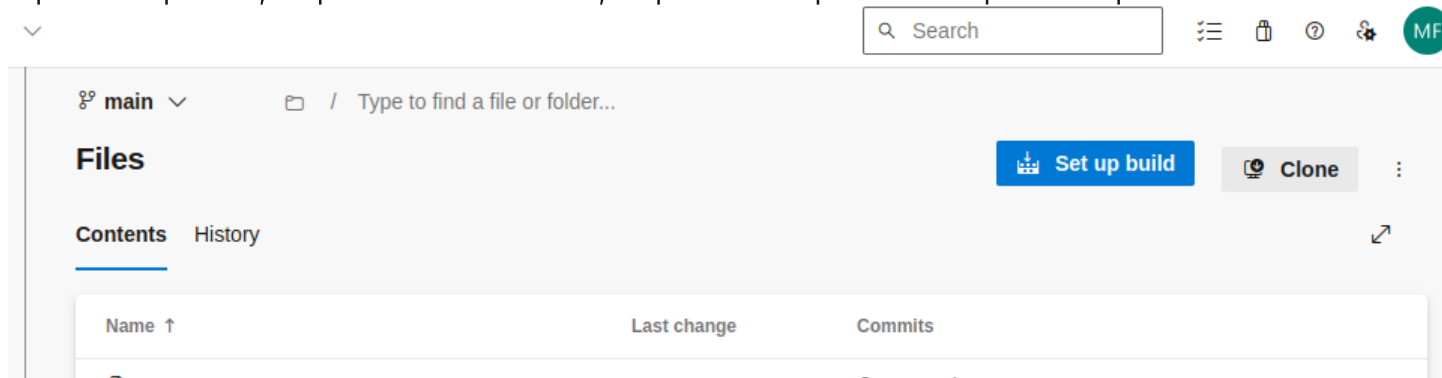 Search
MF
main
/ Type to find a file or folder...
Files
Set up build
Clone
Contents History
Name ↑ Last change Commits